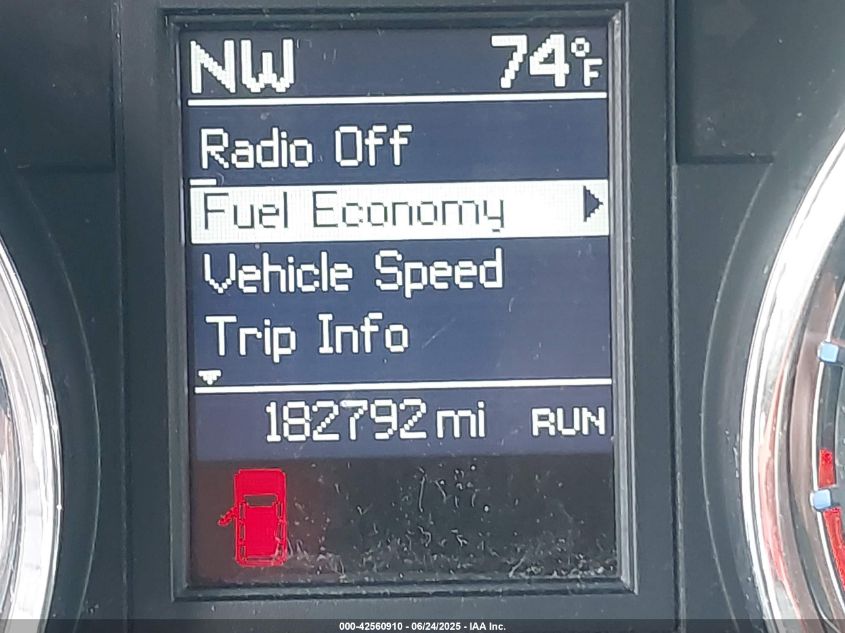 NW 74°F
Radio Off
Fuel Economy
Vehicle Speed
Trip Info
182792 mi RUN
000-42560910 - 06/24/2025 - IAA Inc.